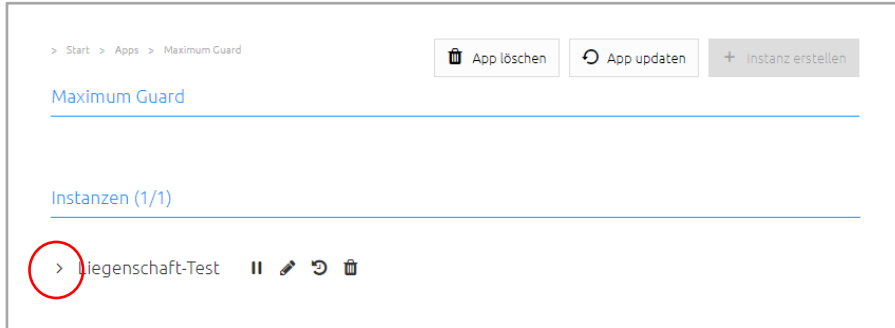 > Start > Apps > Maximum Guard
App löschen
App updaten
+ Instanz erstellen
Maximum Guard
Instanzen (1/1)
> Liegenschaft-Test